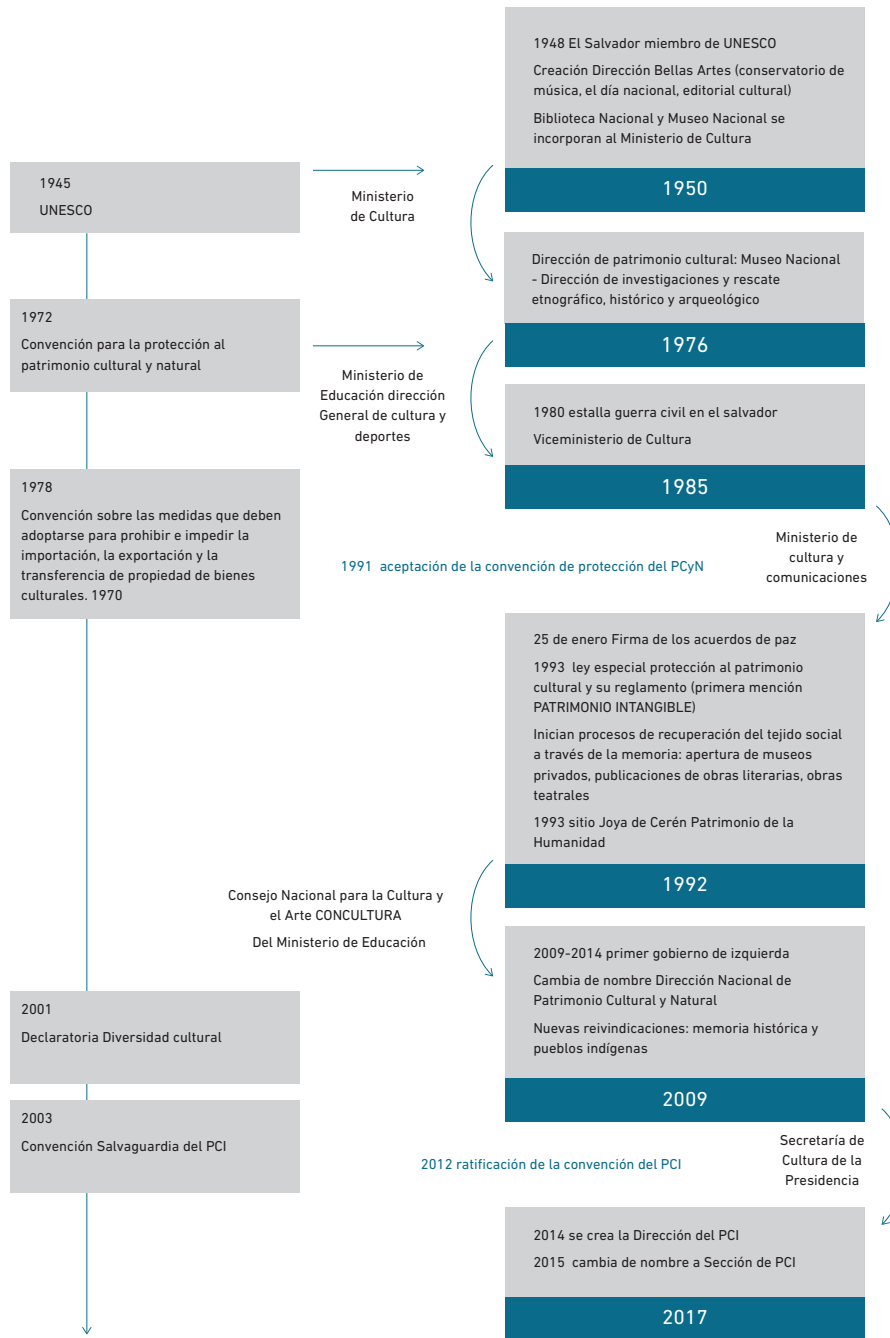 1948 El Salvador miembro de UNESCO
Creación Dirección Bellas Artes (conservatorio de
música, el día nacional, editorial cultural)
Biblioteca Nacional y Museo Nacional se
incorporan al Ministerio de Cultura
1950
1945
UNESCO
Ministerio
de Cultura
Dirección de patrimonio cultural: Museo Nacional
- Dirección de investigaciones y rescate
etnográfico, histórico y arqueológico
1976
1972
Convención para la protección al
patrimonio cultural y natural
Ministerio de
Educación dirección
General de cultura y
deportes
1980 estalla guerra civil en el salvador
Viceministerio de Cultura
1985
1978
Convención sobre las medidas que deben
adoptarse para prohibir e impedir la
importación, la exportación y la
transferencia de propiedad de bienes
culturales. 1970
1991 aceptación de la convención de protección del PCyN
Ministerio de
cultura y
comunicaciones
25 de enero Firma de los acuerdos de paz
1993 ley especial protección al patrimonio
cultural y su reglamento (primera mención
PATRIMONIO INTANGIBLE)
Inician procesos de recuperación del tejido social
a través de la memoria: apertura de museos
privados, publicaciones de obras literarias, obras
teatrales
1993 sitio Joya de Cerén Patrimonio de la
Humanidad
1992
Consejo Nacional para la Cultura y
el Arte CONCULTURA
Del Ministerio de Educación
2009-2014 primer gobierno de izquierda
Cambia de nombre Dirección Nacional de
Patrimonio Cultural y Natural
Nuevas reivindicaciones: memoria histórica y
pueblos indígenas
2009
2001
Declaratoria Diversidad cultural
2003
Convención Salvaguardia del PCI
2012 ratificación de la convención del PCI
Secretaría de
Cultura de la
Presidencia
2014 se crea la Dirección del PCI
2015 cambia de nombre a Sección de PCI
2017